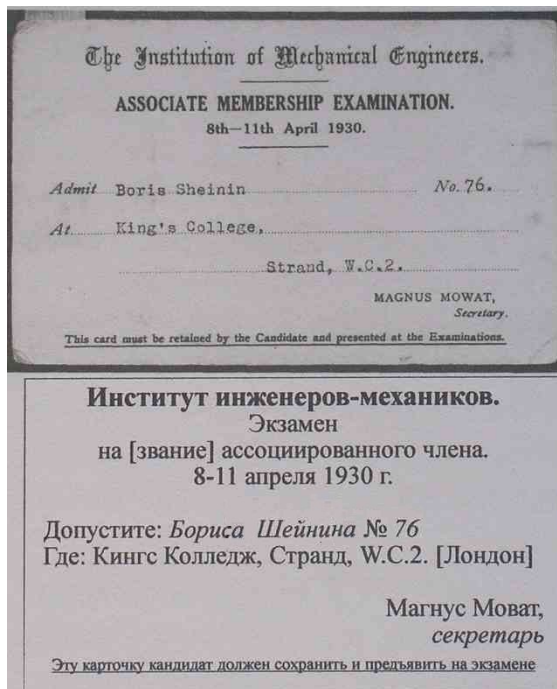 The Institution of Mechanical Engineers.
ASSOCIATE MEMBERSHIP EXAMINATION.
8th—11th April 1930.
Admit Boris Sheinin No. 76.
At King's College,
Strand, W.C.2.
MAGNUS MOWAT,
Secretary.
This card must be retained by the Candidate and presented at the Examinations.
Институт инженеров-механиков.
Экзамен
на [звание] ассоциированного члена.
8-11 апреля 1930 г.
Допустите: Бориса Шейнина № 76
Где: Кингс Колледж, Странд, W.C.2. [Лондон]
Магнус Моват,
секретарь
Эту карточку кандидат должен сохранить и предъявить на экзамене